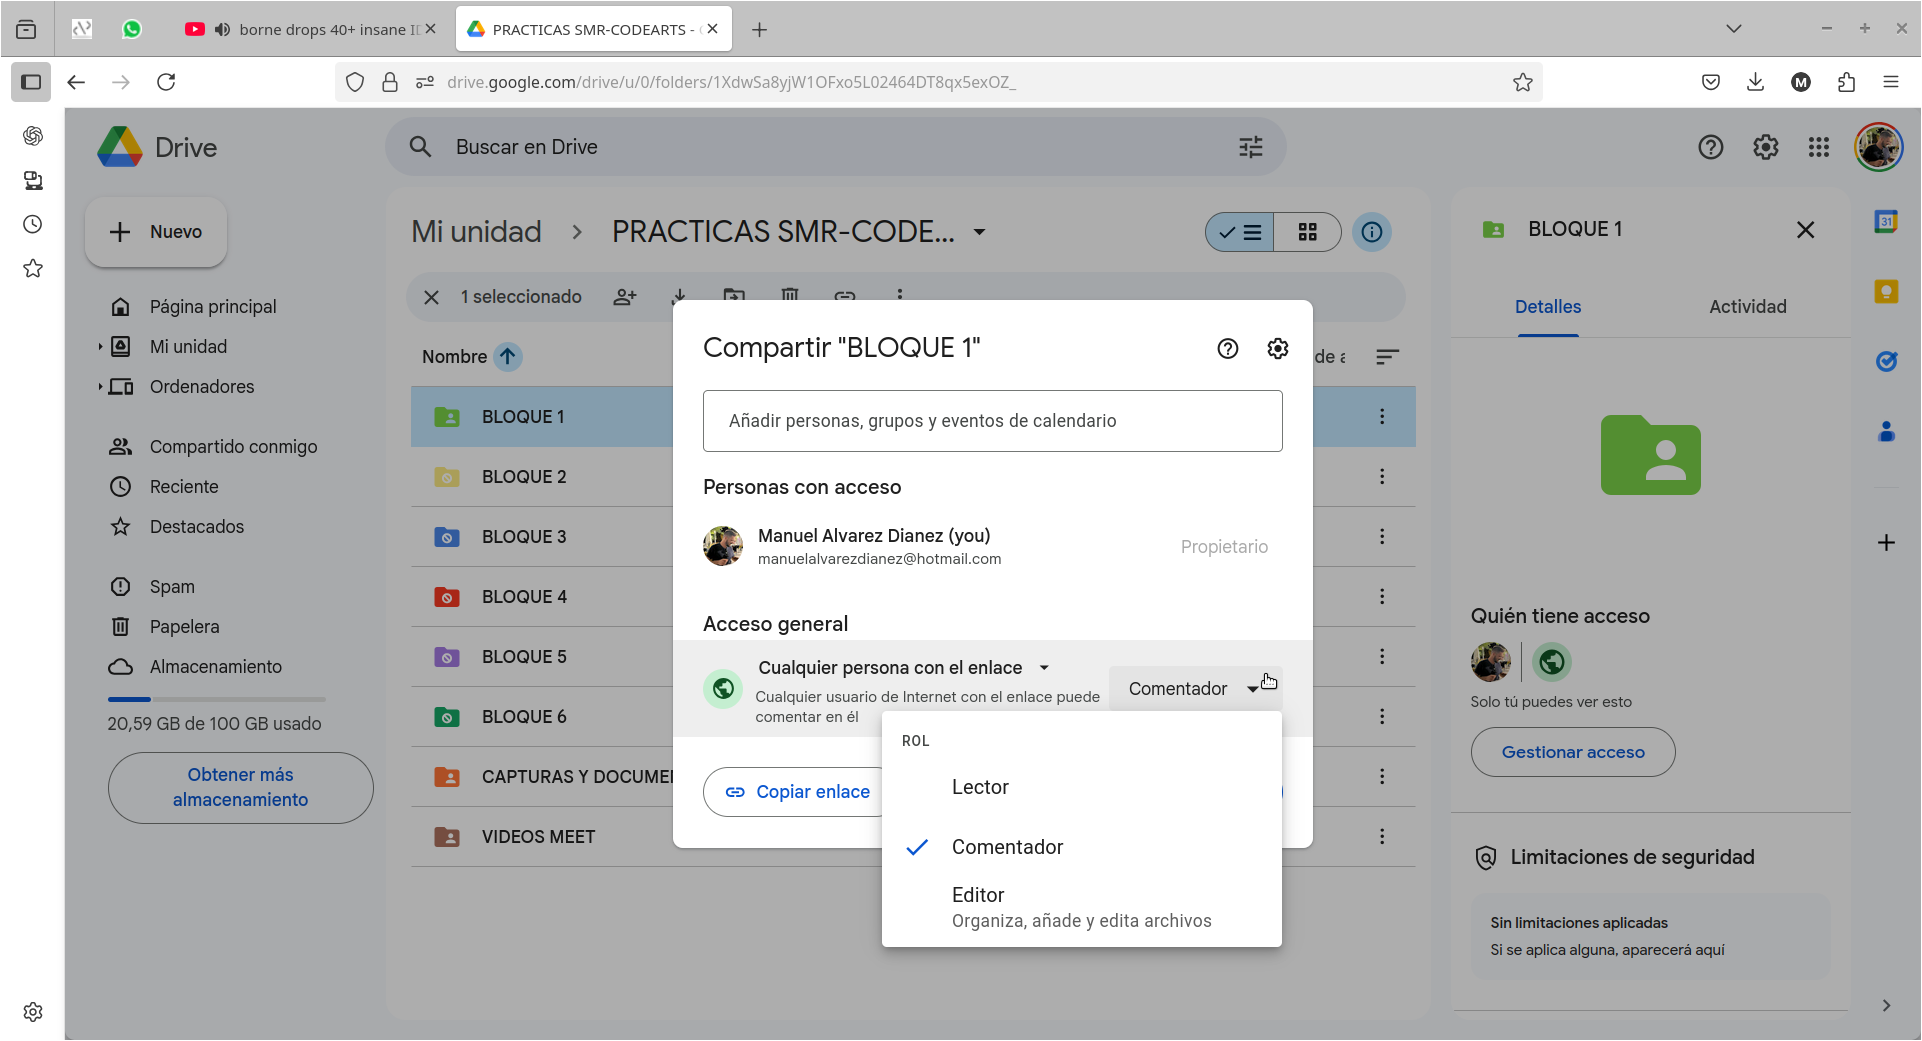 borne drops 40+ insane
PRACTICAS SMR-CODEARTS -
drive.google.com/drive/u/0/folders/1XdwSa8yjW1OFxo5L02464DT8qx5exOZ_
M
Drive
Buscar en Drive
Nuevo
Página principal
Mi unidad
Ordenadores
Compartido conmigo
Reciente
Destacados
Spam
Papelera
Almacenamiento
20,59 GB de 100 GB usado
Obtener más
almacenamiento
Mi unidad
PRACTICAS SMR-CODE...
1 seleccionado
Nombre
de
BLOQUE 1
BLOQUE 2
BLOQUE 3
BLOQUE 4
BLOQUE 5
BLOQUE 6
CAPTURAS Y DOCUME
VIDEOS MEET
Compartir "BLOQUE 1"
Añadir personas, grupos y eventos de calendario
Personas con acceso
Manuel Alvarez Dianez (you)
manuelalvarezdianez@hotmail.com
Propietario
Acceso general
Cualquier persona con el enlace
Cualquier usuario de Internet con el enlace puede
comentar en él
Comentador
Copiar enlace
ROL
Lector
Comentador
Editor
Organiza, añade y edita archivos
BLOQUE 1
Detalles
Actividad
Quién tiene acceso
Solo tú puedes ver esto
Gestionar acceso
Limitaciones de seguridad
Sin limitaciones aplicadas
Si se aplica alguna, aparecerá aquí
31